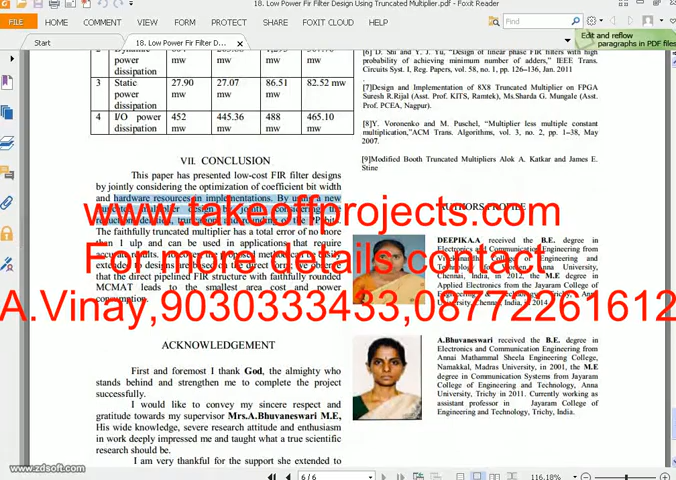 18. Low Power Fir Filter Design Using Truncated Multiplier.pdf - Foxit Reader
FILE HOME COMMENT VIEW FORM PROTECT SHARE FOXIT CLOUD Find
Start 18. Low Power Fir Filter D...
Edit and reflow
paragraphs in PDF files
power
dissipation
mw mw mw
3 Static power dissipation 27.90 mw 27.07 mw 86.51 mw 82.52 mw
4 I/O power dissipation 452 mw 445.36 mw 488 mw 465.10 mw
VII. CONCLUSION
This paper has presented low-cost FIR filter designs
by jointly considering the optimization of coefficient bit width
and hardware resources in implementations. By using a new
truncated multiplier design by jointly considering the
The faithfully truncated multiplier has a total error of no more
than 1 ulp and can be used in applications that require
that the direct pipelined FIR structure with faithfully rounded
MCMAT leads to the smallest area cost and power
consumption.
ACKNOWLEDGEMENT
First and foremost I thank God, the almighty who
stands behind and strengthen me to complete the project
successfully.
I would like to convey my sincere respect and
gratitude towards my supervisor Mrs.A.Bhuvaneswari M.E,
His wide knowledge, severe research attitude and enthusiasm
in work deeply impressed me and taught what a true scientific
research should be.
I am very thankful for the support she extended to
[6] D. Shi and Y. J. Yu, "Design of linear phase FIR filters with high
probability of achieving minimum number of adders," IEEE Trans.
Circuits Syst. I, Reg. Papers, vol. 58, no. 1, pp. 126–136, Jan. 2011
[7]Design and Implementation of 8X8 Truncated Multiplier on FPGA
Suresh R.Rijal (Asst. Prof. KITS, Ramtek), Ms.Sharda G. Mungale (Asst.
Prof. PCEA, Nagpur).
[8]Y. Voronenko and M. Puschel, "Multiplier less multiple constant
multiplication,"ACM Trans. Algorithms, vol. 3, no. 2, pp. 1–38, May
2007.
[9]Modified Booth Truncated Multipliers Alok A. Katkar and James E.
Stine
AUTHORS PROFILE
DEEPIKA.A received the B.E. degree in
Electronics and Communication Engineering from
India, in 2012, the M.E degree in
Applied Electronics from the Jayaram College of
A.Bhuvaneswari received the B.E. degree in
Electronics and Communication Engineering from
Annai Mathammal Sheela Engineering College,
Namakkal, Madras University, in 2001, the M.E
degree in Communication Systems from Jayaram
College of Engineering and Technology, Anna
University, Trichy in 2011. Currently working as
assistant professor in Jayaram College of
Engineering and Technology, Trichy, India.
www.takeoffprojects.com
For more details contact
A.Vinay,9030333433,08772261612
www.zdsoft.com
6 / 6 116.18%